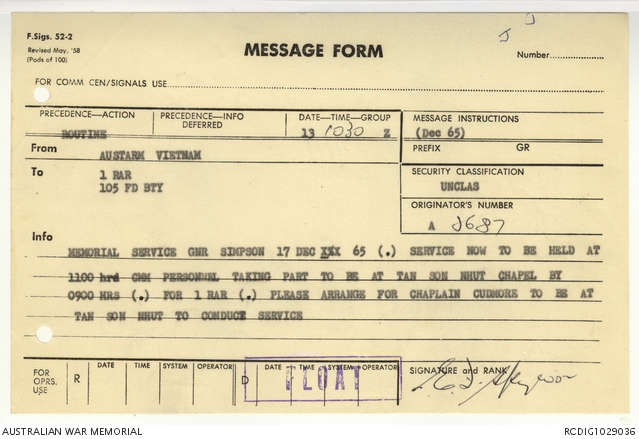 F.Sigs. 52-2
Revised May, '58
(Pads of 100)
MESSAGE FORM
J J
Number
FOR COMM CEN/SIGNALS USE
PRECEDENCE—ACTION
ROUTINE
PRECEDENCE—INFO
DEFERRED
DATE—TIME—GROUP
13 1030 Z
MESSAGE INSTRUCTIONS
(Dec 65)
From AUSTARM VIETNAM
PREFIX GR
To 1 RAR
105 FD BTY
SECURITY CLASSIFICATION
UNCLAS
ORIGINATOR'S NUMBER
A 2687
Info
MEMORIAL SERVICE GNR SIMPSON 17 DEC XXX 65 (.) SERVICE NOW TO BE HELD AT
1100 hrd CMM PERSONNEL TAKING PART TO BE AT TAN SON NHUT CHAPEL BY
0900 HRS (.) FOR 1 RAR (.) PLEASE ARRANGE FOR CHAPLAIN CUDMORE TO BE AT
TAN SON NHUT TO CONDUCT SERVICE
FOR OPRS. USE
R
DATE TIME SYSTEM OPERATOR
D
DATE TIME SYSTEM OPERATOR
FLOAT
SIGNATURE and RANK
AUSTRALIAN WAR MEMORIAL
RCDIG1029036